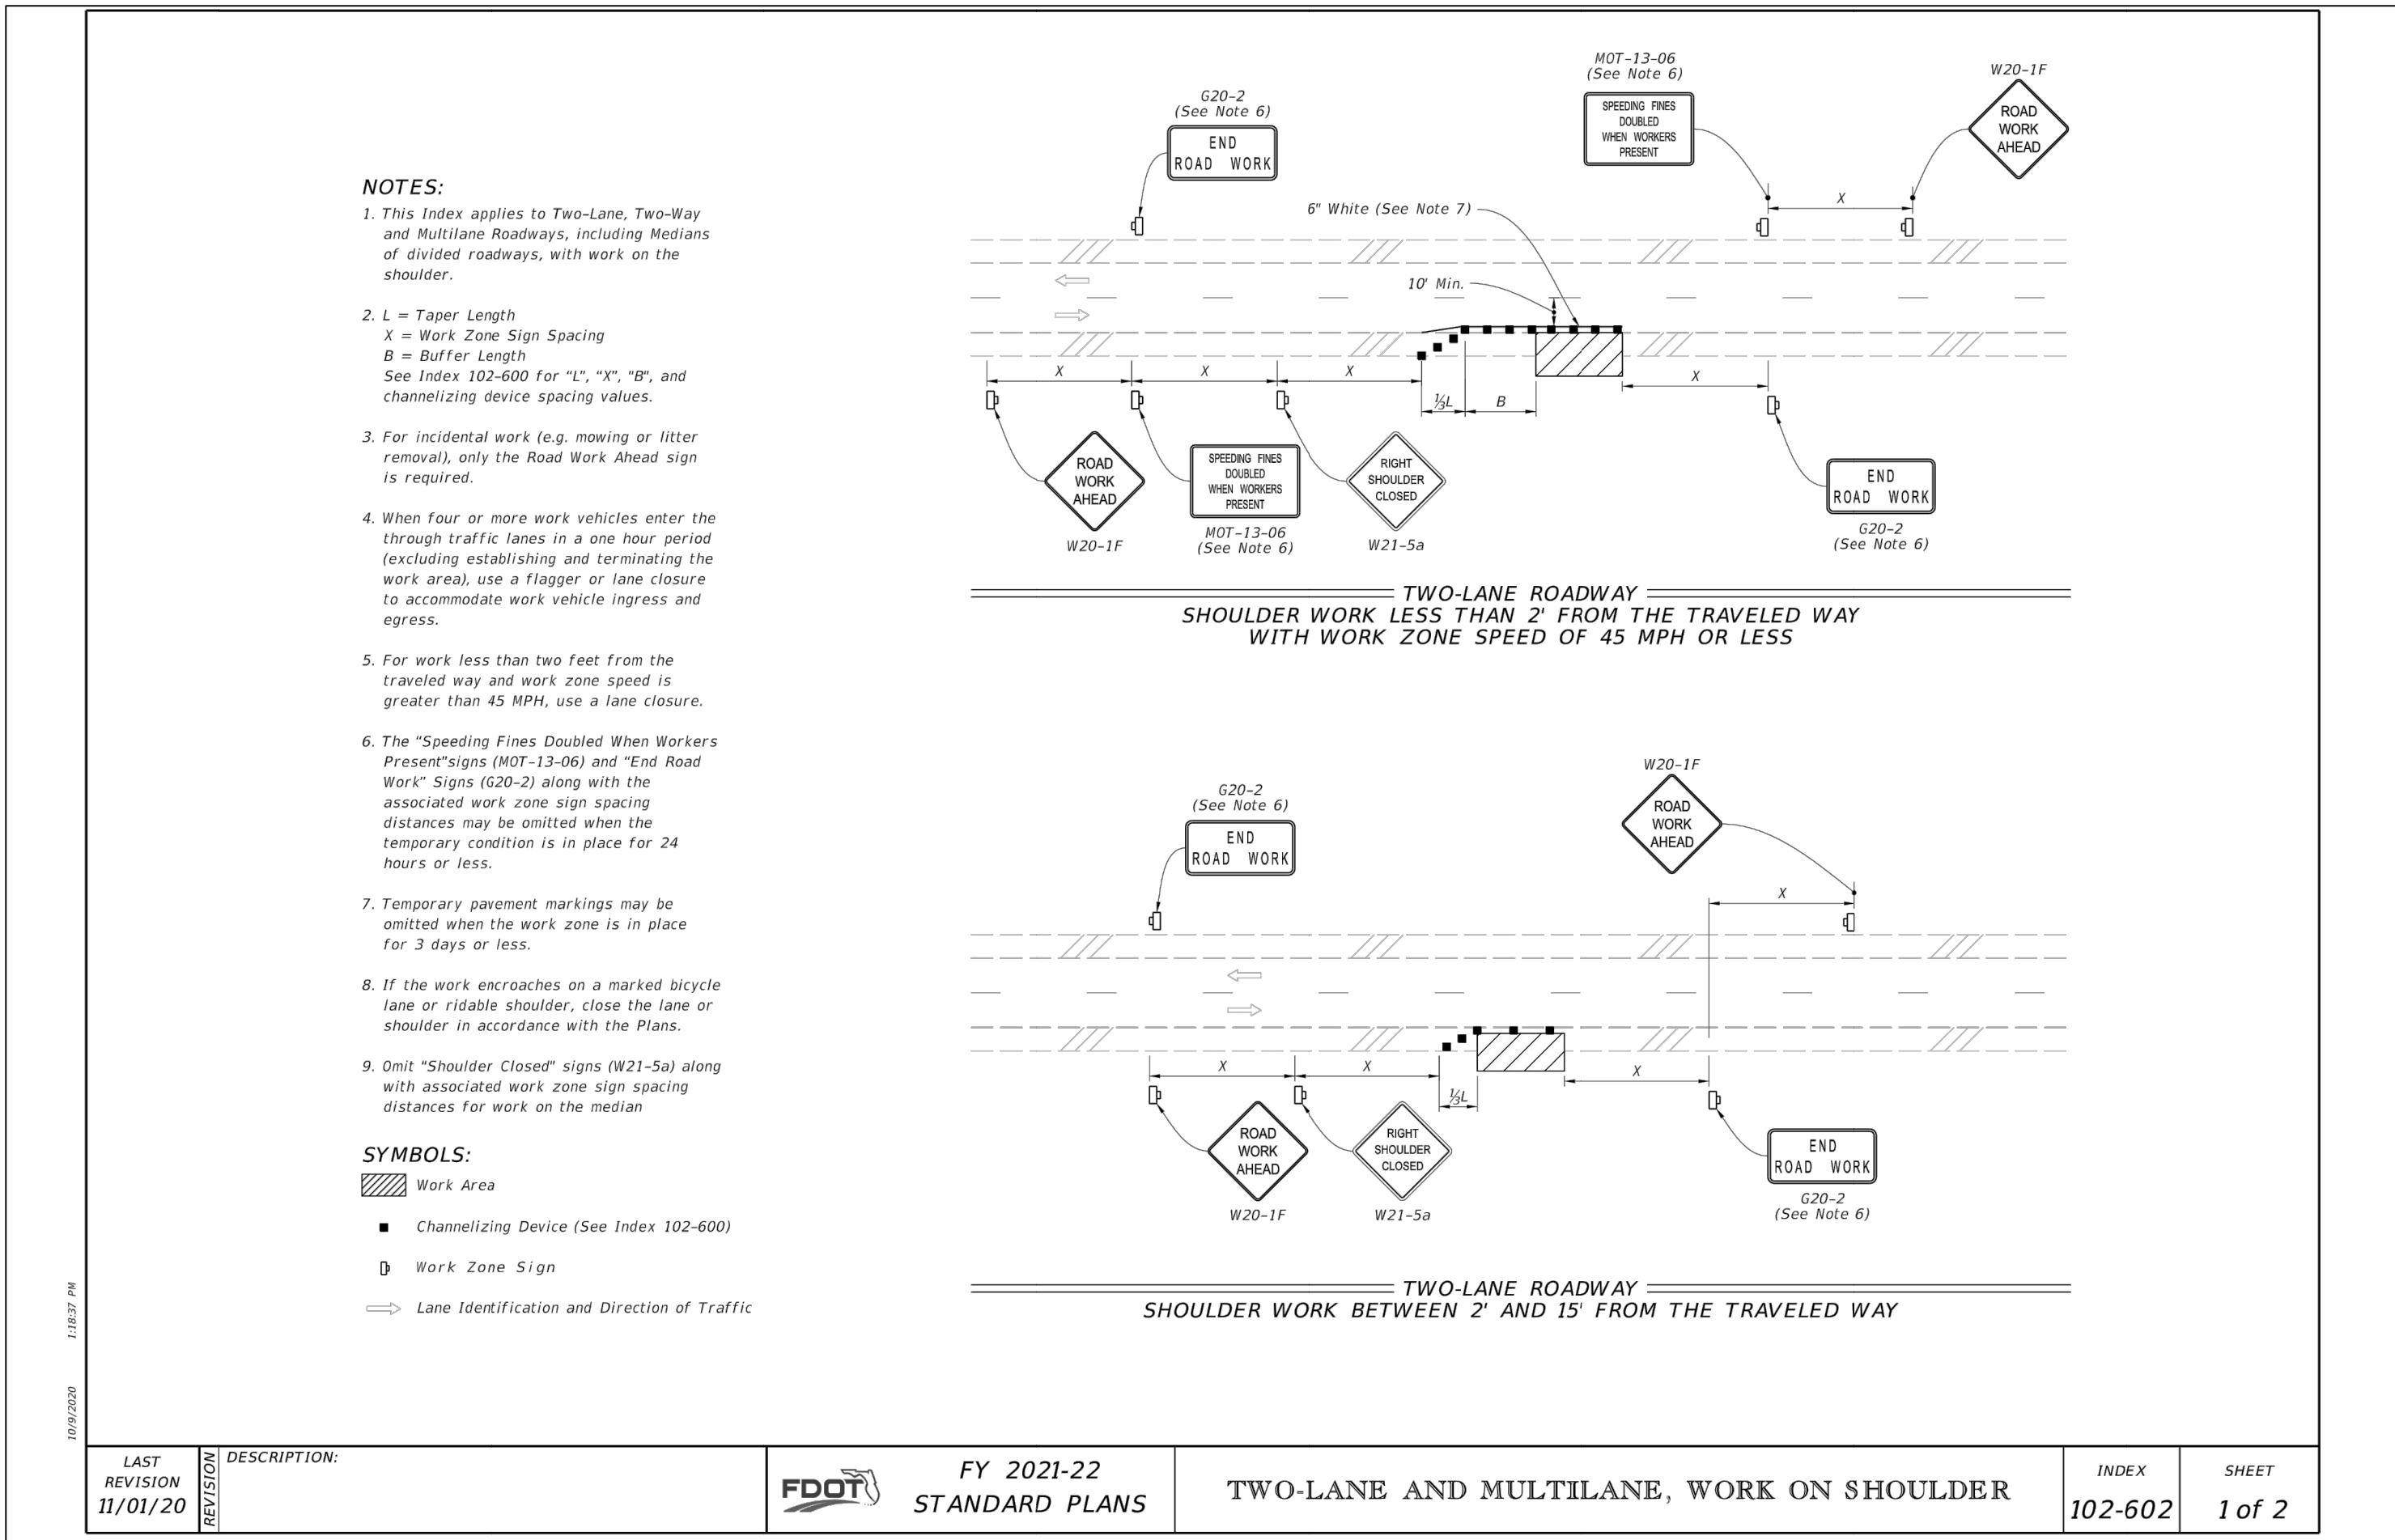 NOTES:
1. This Index applies to Two-Lane, Two-Way
and Multilane Roadways, including Medians
of divided roadways, with work on the
shoulder.
2. L = Taper Length
X = Work Zone Sign Spacing
B = Buffer Length
See Index 102-600 for “L”, “X”, "B", and
channelizing device spacing values.
3. For incidental work (e.g. mowing or litter
removal), only the Road Work Ahead sign
is required.
4. When four or more work vehicles enter the
through traffic lanes in a one hour period
(excluding establishing and terminating the
work area), use a flagger or lane closure
to accommodate work vehicle ingress and
egress.
5. For work less than two feet from the
traveled way and work zone speed is
greater than 45 MPH, use a lane closure.
6. The “Speeding Fines Doubled When Workers
Present”signs (MOT-13-06) and “End Road
Work” Signs (G20-2) along with the
associated work zone sign spacing
distances may be omitted when the
temporary condition is in place for 24
hours or less.
7. Temporary pavement markings may be
omitted when the work zone is in place
for 3 days or less.
8. If the work encroaches on a marked bicycle
lane or ridable shoulder, close the lane or
shoulder in accordance with the Plans.
9. Omit "Shoulder Closed" signs (W21-5a) along
with associated work zone sign spacing
distances for work on the median
SYMBOLS:
Work Area
Channelizing Device (See Index 102-600)
Work Zone Sign
Lane Identification and Direction of Traffic
G20-2
(See Note 6)
END
ROAD WORK
MOT-13-06
(See Note 6)
SPEEDING FINES
DOUBLED
WHEN WORKERS
PRESENT
W20-1F
ROAD
WORK
AHEAD
X
6" White (See Note 7)
10' Min.
X
X
X
⅓L
B
X
ROAD
WORK
AHEAD
W20-1F
SPEEDING FINES
DOUBLED
WHEN WORKERS
PRESENT
MOT-13-06
(See Note 6)
RIGHT
SHOULDER
CLOSED
W21-5a
END
ROAD WORK
G20-2
(See Note 6)
TWO-LANE ROADWAY
SHOULDER WORK LESS THAN 2' FROM THE TRAVELED WAY
WITH WORK ZONE SPEED OF 45 MPH OR LESS
G20-2
(See Note 6)
END
ROAD WORK
W20-1F
ROAD
WORK
AHEAD
X
X
X
⅓L
X
ROAD
WORK
AHEAD
W20-1F
RIGHT
SHOULDER
CLOSED
W21-5a
END
ROAD WORK
G20-2
(See Note 6)
TWO-LANE ROADWAY
SHOULDER WORK BETWEEN 2' AND 15' FROM THE TRAVELED WAY
10/9/2020 1:18:37 PM
LAST
REVISION
11/01/20
REVISION
DESCRIPTION:
FDOT
FY 2021-22
STANDARD PLANS
TWO-LANE AND MULTILANE, WORK ON SHOULDER
INDEX
102-602
SHEET
1 of 2